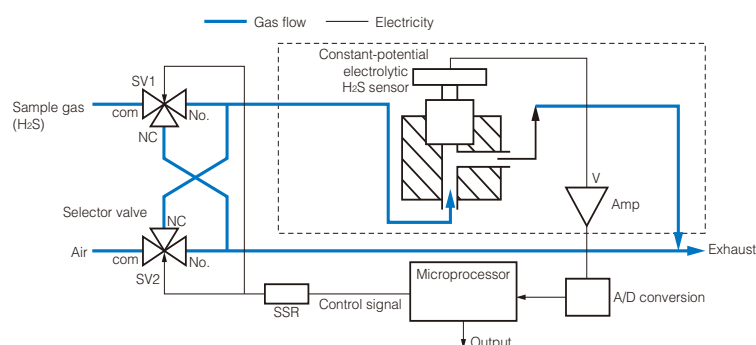 Gas flow
Electricity
Constant-potential
electrolytic
H2S sensor
SV1
Sample gas
(H2S)
com
No.
NC
V
Amp
Selector valve
NC
Air
com
No.
SV2
Exhaust
Microprocessor
A/D conversion
Control signal
SSR
Output